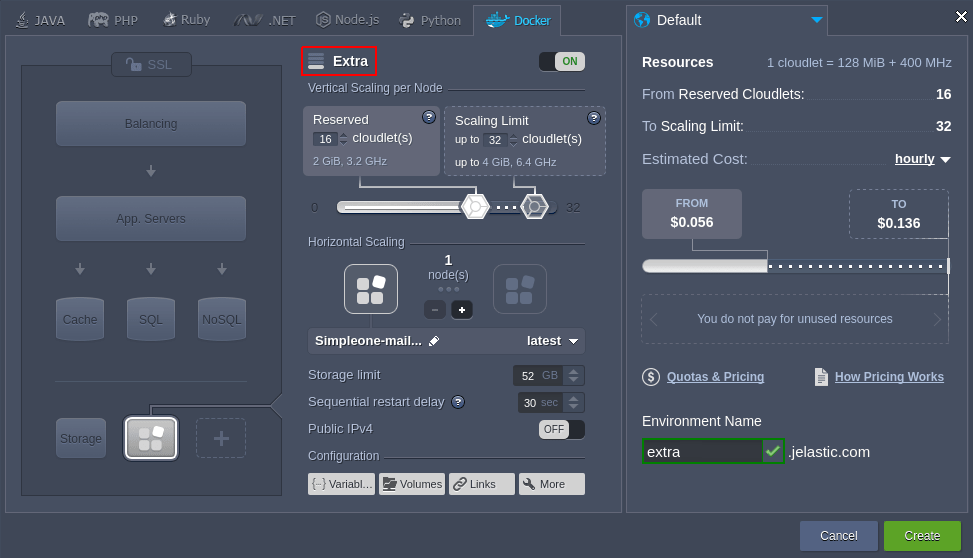 JAVA PHP Ruby .NET Node.js Python Docker
Default
SSL
Balancing
App. Servers
Cache SQL NoSQL
Storage
Extra
ON
Vertical Scaling per Node
Reserved
16 cloudlet(s)
2 GiB, 3.2 GHz
Scaling Limit
up to 32 cloudlet(s)
up to 4 GiB, 6.4 GHz
0 32
Horizontal Scaling
1
node(s)
Simpleone-mail... latest
Storage limit 52 GB
Sequential restart delay ? 30 sec
Public IPv4 OFF
Configuration
Variabl... Volumes Links More
Resources 1 cloudlet = 128 MiB + 400 MHz
From Reserved Cloudlets: 16
To Scaling Limit: 32
Estimated Cost: hourly
FROM
$0.056
TO
$0.136
You do not pay for unused resources
Quotas & Pricing How Pricing Works
Environment Name
extra .jelastic.com
Cancel Create